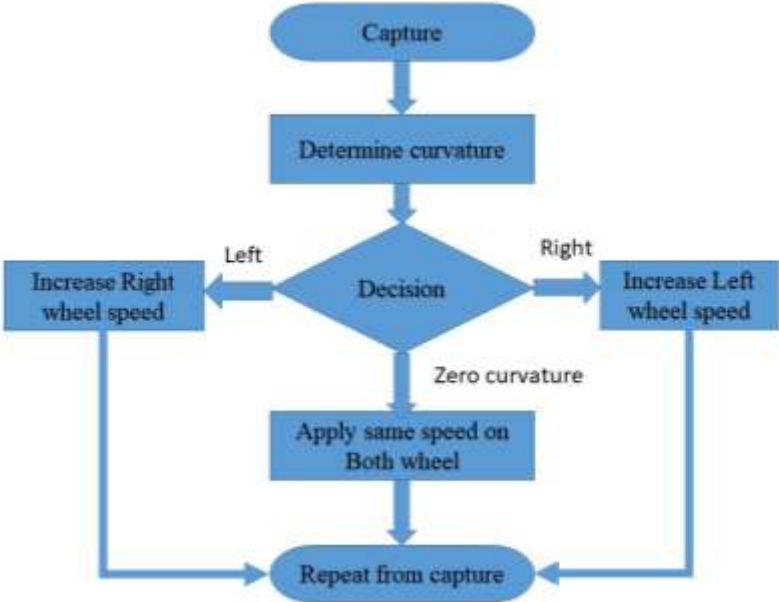 Capture
Determine curvature
Left
Right
Increase Right
wheel speed
Decision
Increase Left
wheel speed
Zero curvature
Apply same speed on
Both wheel
Repeat from capture